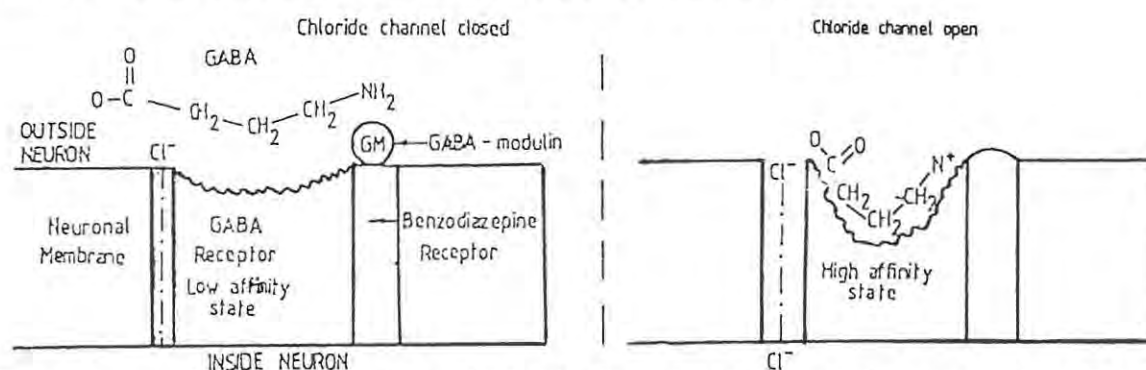 Chloride channel closed
GABA
O
O-C
CH2
CH2
CH2
NH2
OUTSIDE
NEURON
Cl⁻
GM
GABA - modulin
Neuronal
Membrane
GABA
Receptor
Low affinity
state
Benzodiazepine
Receptor
INSIDE NEURON
Chloride channel open
O
O
C
N⁺
Cl⁻
CH2
CH2
CH2
High affinity
state
Cl⁻